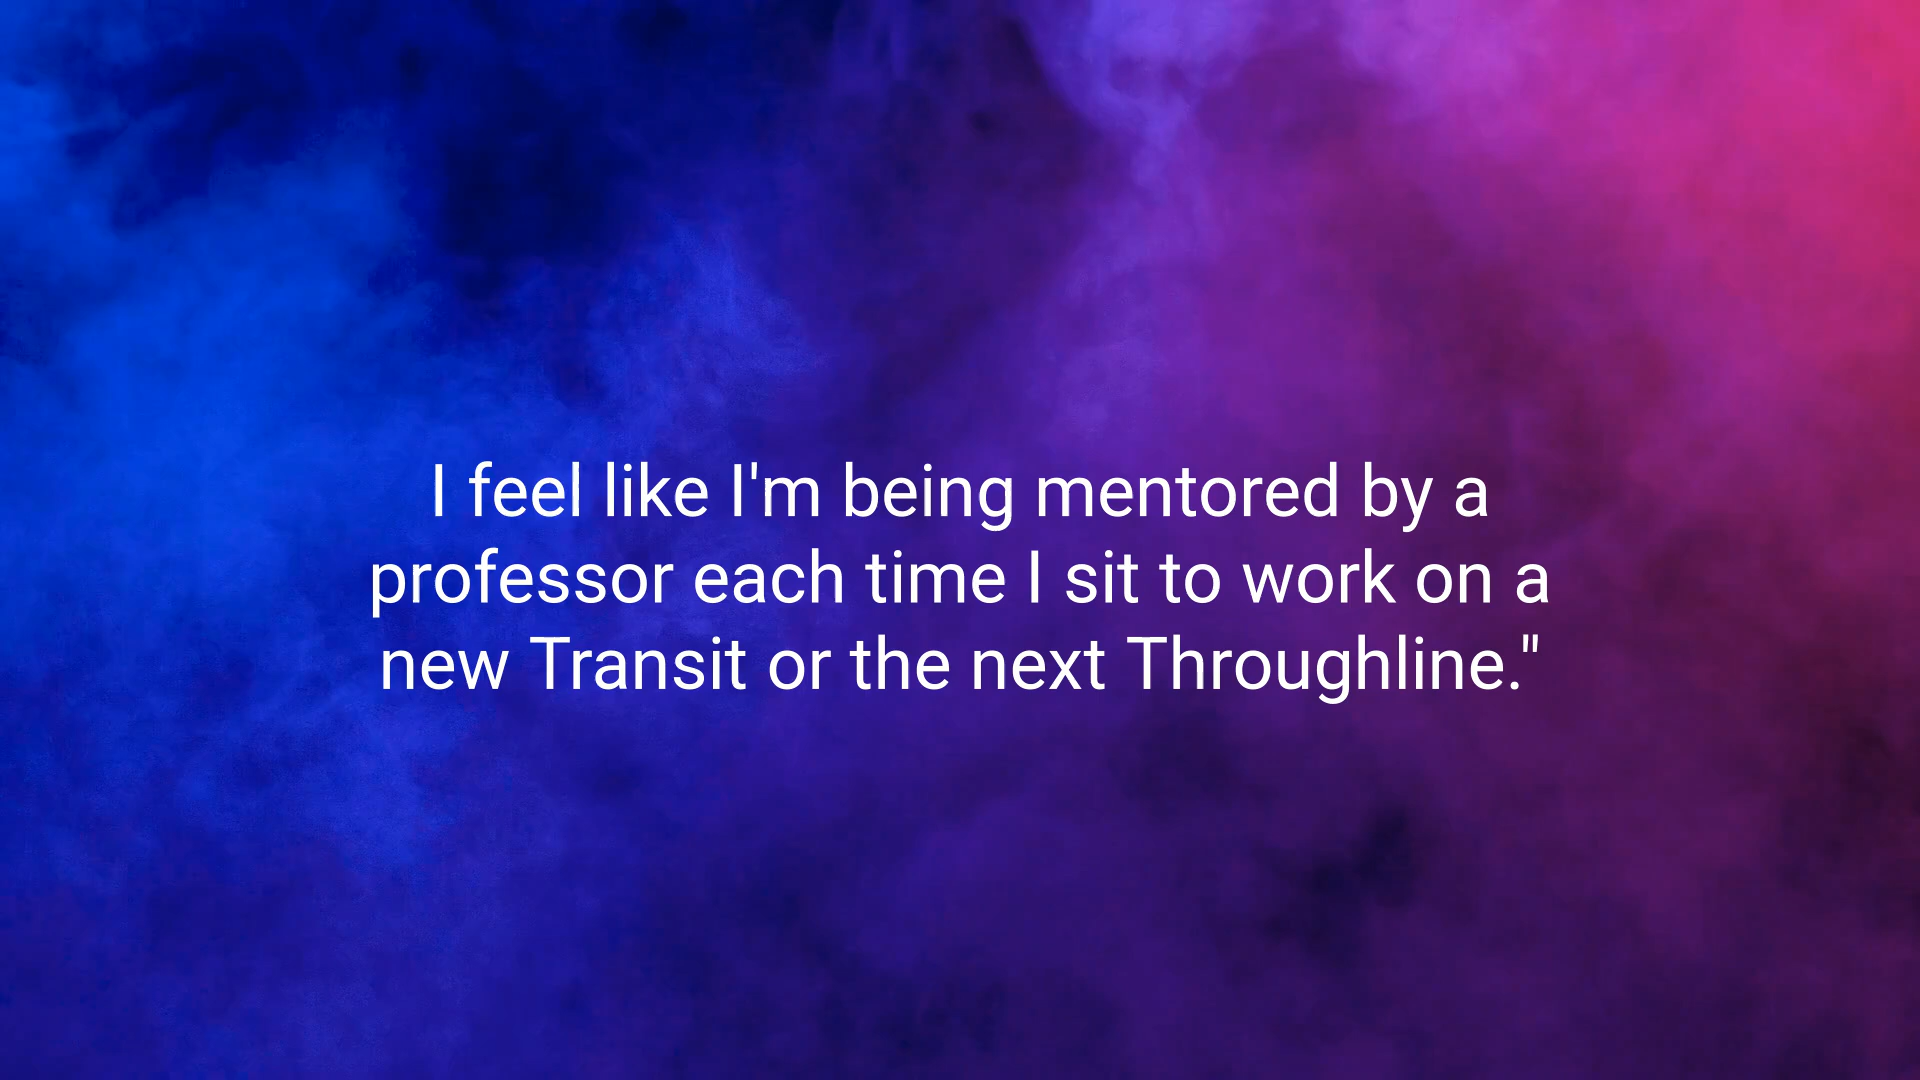 I feel like I'm being mentored by a
professor each time I sit to work on a
new Transit or the next Throughline."